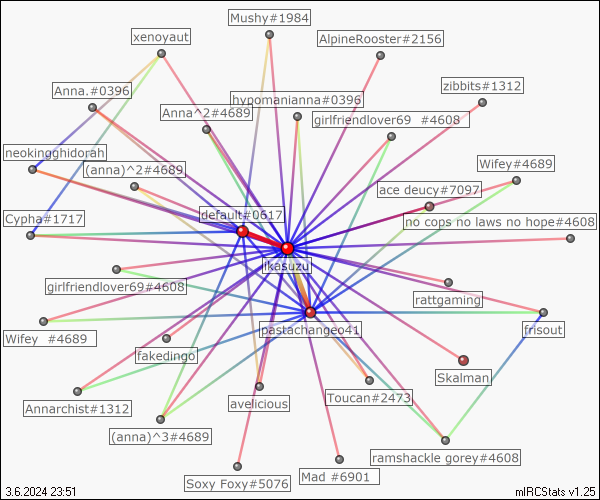 Mushy#1984
xenoyaut
AlpineRooster#2156
zibbits#1312
Anna.#0396
hypomanianna#0396
Anna^2#4689
girlfriendlover69 #4608
neokingghidorah
(anna)^2#4689
Wifey#4689
ace deucy#7097
Cypha#1717
default#0617
no cops no laws no hope#4608
ikasuzu
girlfriendlover69#4608
rattgaming
pastachangeo41
frisout
Wifey #4689
fakedingo
Skalman
Annarchist#1312
avelicious
Toucan#2473
(anna)^3#4689
ramshackle gorey#4608
Soxy Foxy#5076
Mad #6901
3.6.2024 23:51
mIRCStats v1.25